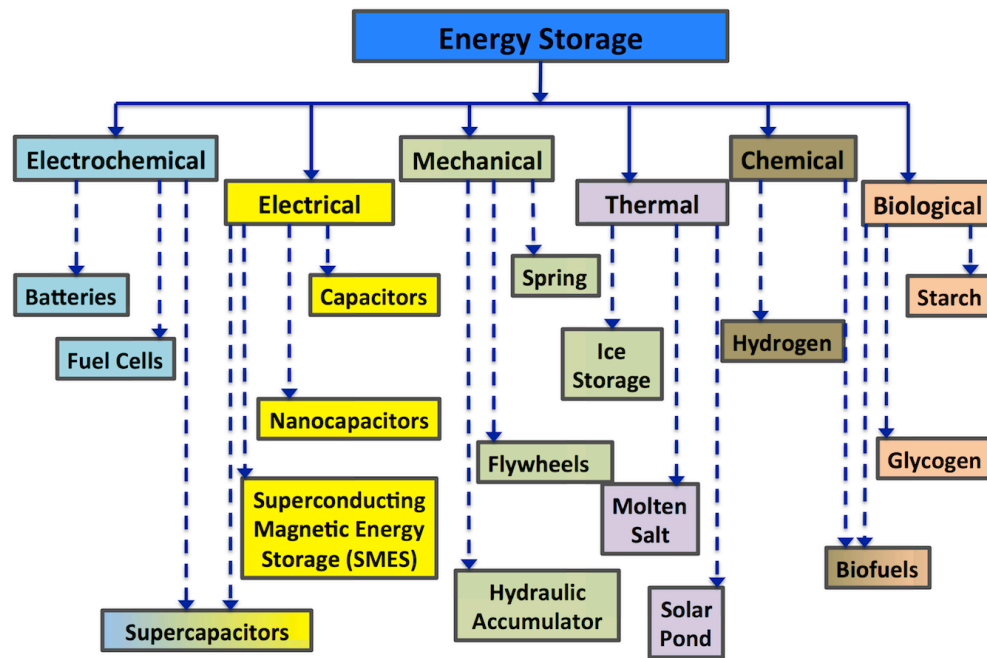 Energy Storage
Electrochemical
Mechanical
Chemical
Electrical
Thermal
Biological
Batteries
Capacitors
Spring
Starch
Fuel Cells
Ice
Storage
Hydrogen
Nanocapacitors
Flywheels
Glycogen
Superconducting
Magnetic Energy
Storage (SMES)
Molten
Salt
Biofuels
Hydraulic
Accumulator
Solar
Pond
Supercapacitors